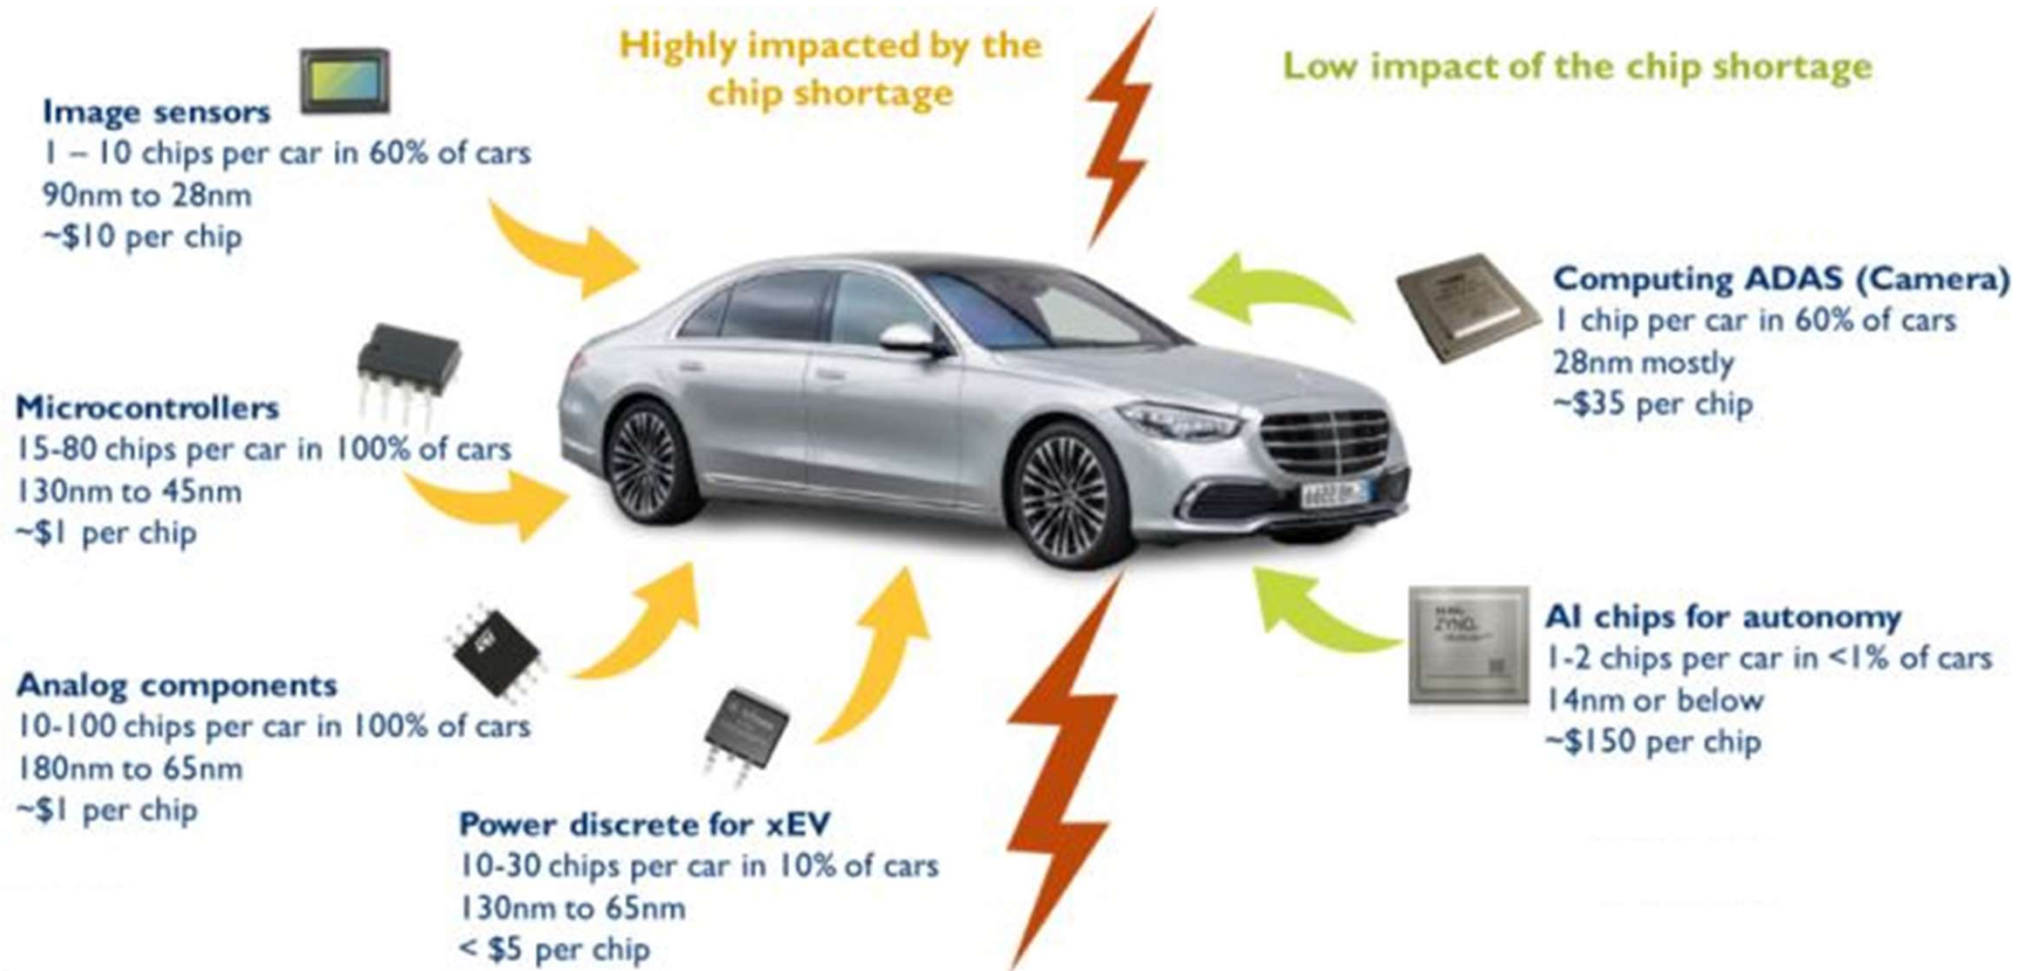 Highly impacted by the
chip shortage
Low impact of the chip shortage
Image sensors
1 – 10 chips per car in 60% of cars
90nm to 28nm
~$10 per chip
Microcontrollers
15-80 chips per car in 100% of cars
130nm to 45nm
~$1 per chip
Analog components
10-100 chips per car in 100% of cars
180nm to 65nm
~$1 per chip
Power discrete for xEV
10-30 chips per car in 10% of cars
130nm to 65nm
< $5 per chip
Computing ADAS (Camera)
1 chip per car in 60% of cars
28nm mostly
~$35 per chip
AI chips for autonomy
1-2 chips per car in <1% of cars
14nm or below
~$150 per chip
ZYNQ